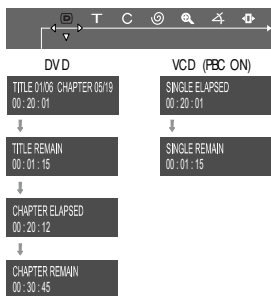 D T C
DVD
TITLE 01/06 CHAPTER 05/19
00 : 20 : 01
TITLE REMAIN
00 : 01 : 15
CHAPTER ELAPSED
00 : 20 : 12
CHAPTER REMAIN
00 : 30 : 45
VCD (PBC ON)
SINGLE ELAPSED
00 : 20 : 01
SINGLE REMAIN
00 : 01 : 15